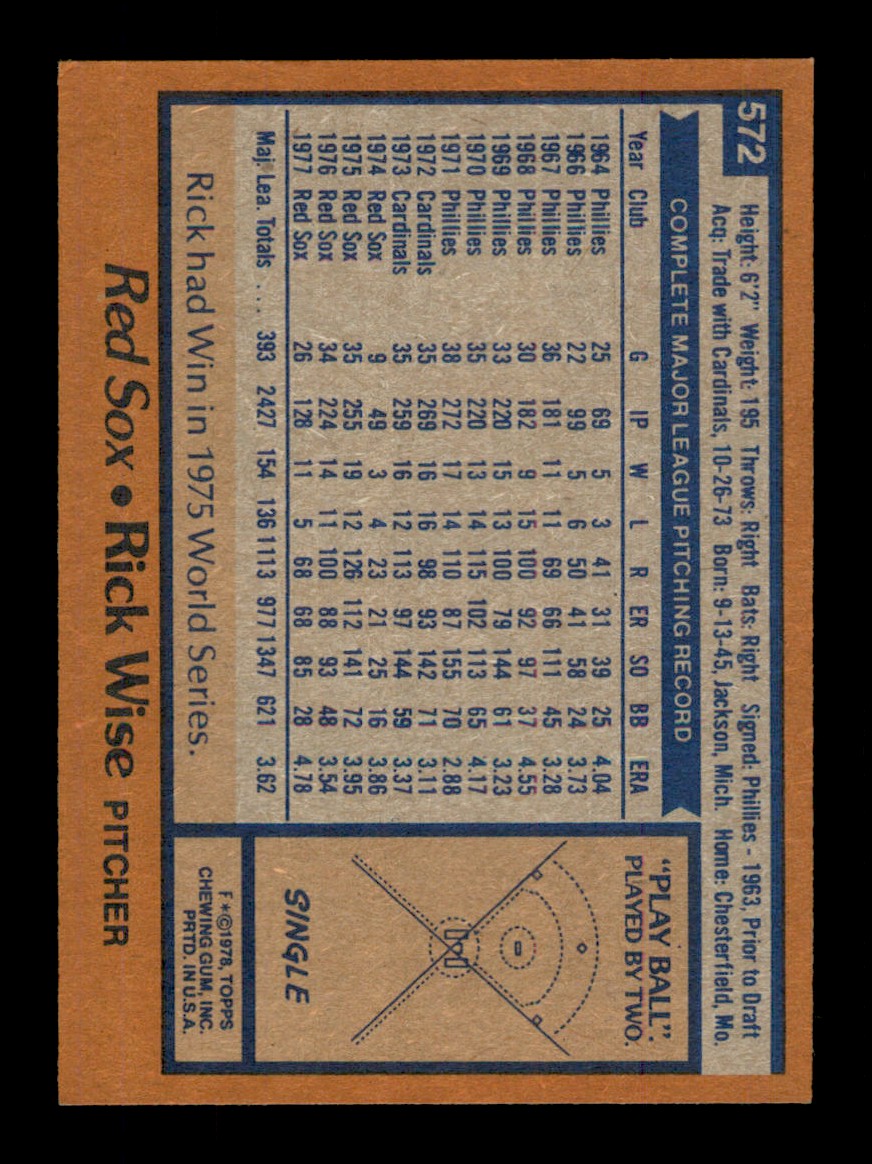 572
Height: 6'2" Weight: 195 Throws: Right Bats: Right Signed: Phillies - 1963, Prior to Draft
Acq: Trade with Cardinals, 10-26-73 Born: 9-13-45, Jackson, Mich. Home: Chesterfield, Mo.
COMPLETE MAJOR LEAGUE PITCHING RECORD
Year Club G IP W L R ER SO BB ERA
1964 Phillies 25 69 5 3 41 31 39 25 4.04
1966 Phillies 22 99 5 6 50 41 58 24 3.73
1967 Phillies 36 181 11 11 69 66 111 45 3.28
1968 Phillies 30 182 9 15 100 92 97 37 4.55
1969 Phillies 33 220 15 13 100 79 144 61 3.23
1970 Phillies 35 220 13 14 115 102 113 65 4.17
1971 Phillies 38 272 17 14 110 87 155 70 2.88
1972 Cardinals 35 269 16 16 98 93 142 71 3.11
1973 Cardinals 35 259 16 12 113 97 144 59 3.37
1974 Red Sox 9 49 3 4 23 21 25 16 3.86
1975 Red Sox 35 255 19 12 126 112 141 72 3.95
1976 Red Sox 34 224 14 11 100 88 93 48 3.54
1977 Red Sox 26 128 11 5 68 68 85 28 4.78
Maj. Lea. Totals .... 393 2427 154 136 1113 977 1347 621 3.62
Rick had Win in 1975 World Series.
"PLAY BALL".
PLAYED BY TWO.
SINGLE
F*©1978, TOPPS
CHEWING GUM, INC.
PRTD. IN U.S.A.
Red Sox • Rick Wise PITCHER